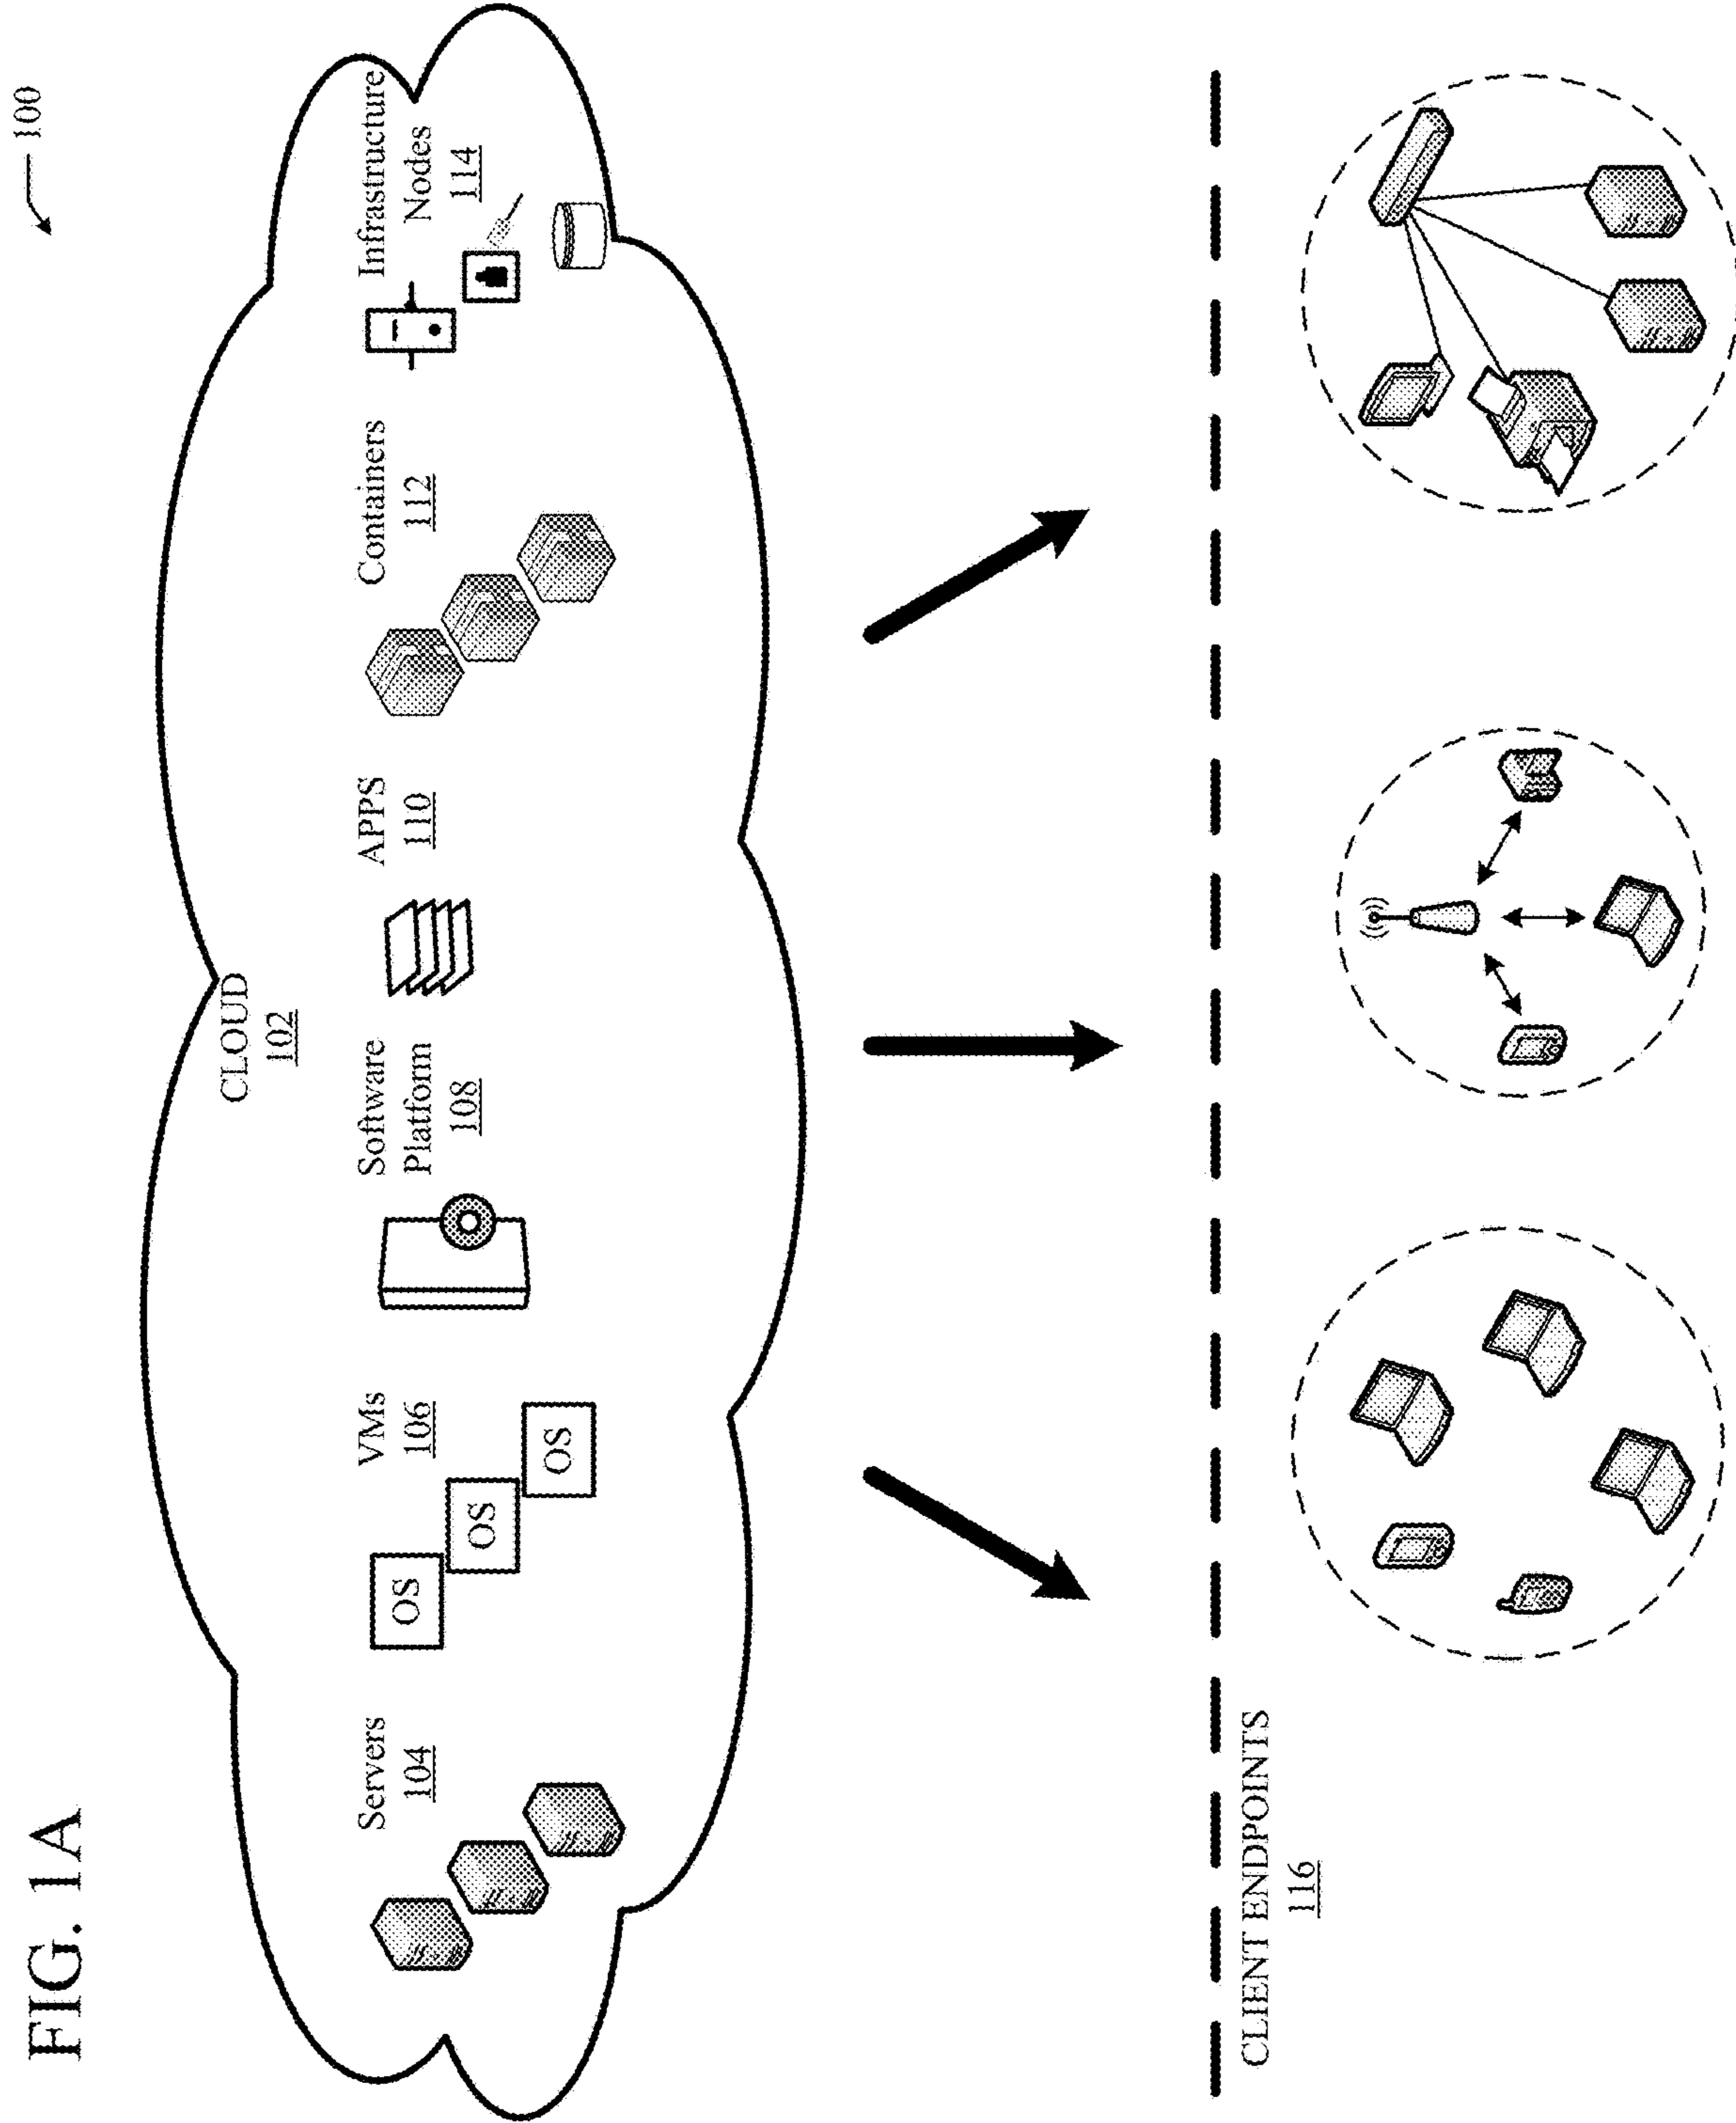 FIG. 1A
100
CLOUD
102
Servers
104
VMs
106
Software
Platform
108
APPS
110
Containers
112
Infrastructure
Nodes
114
OS
OS
OS
CLIENT ENDPOINTS
116